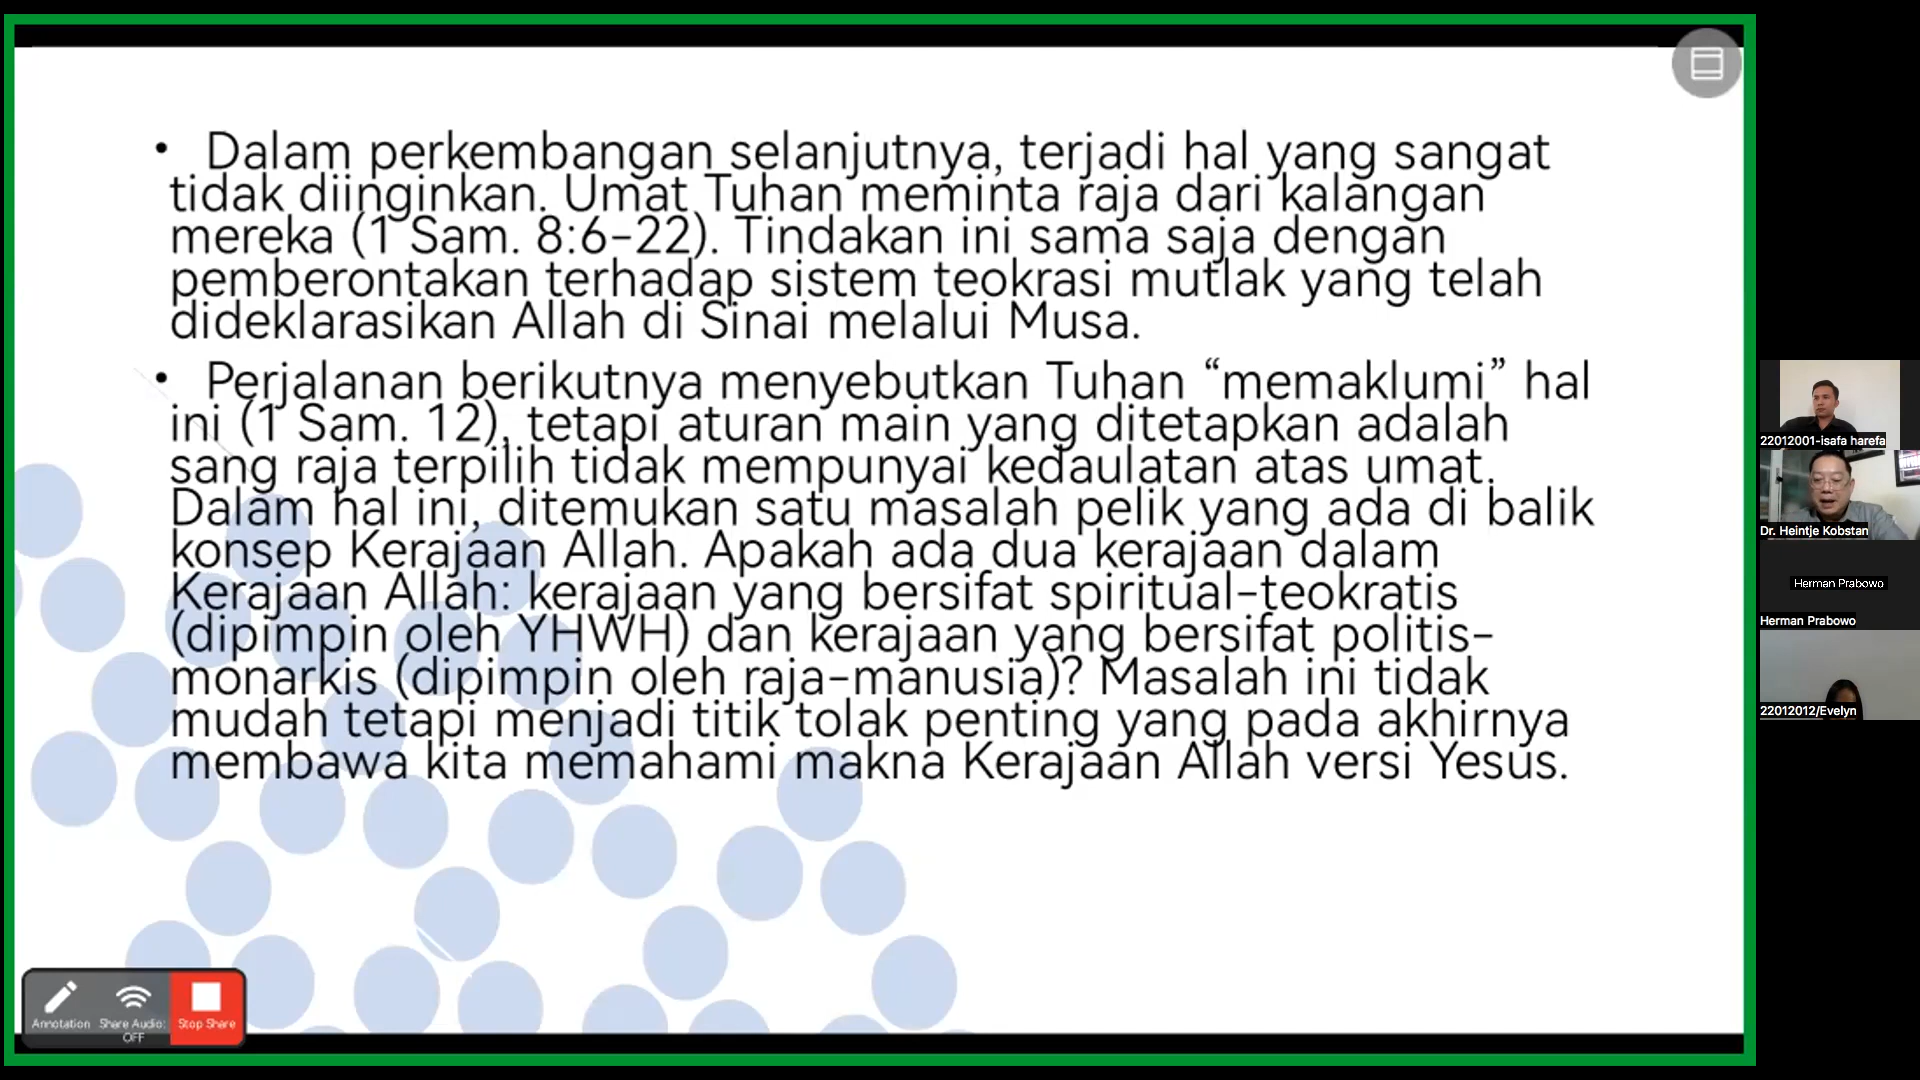 • Dalam perkembangan selanjutnya, terjadi hal yang sangat
tidak diinginkan. Umat Tuhan meminta raja dari kalangan
mereka (1 Sam. 8:6-22). Tindakan ini sama saja dengan
pemberontakan terhadap sistem teokrasi mutlak yang telah
dideklarasikan Allah di Sinai melalui Musa.
• Perjalanan berikutnya menyebutkan Tuhan “memaklumi” hal
ini (1 Sam. 12), tetapi aturan main yang ditetapkan adalah
sang raja terpilih tidak mempunyai kedaulatan atas umat.
Dalam hal ini, ditemukan satu masalah pelik yang ada di balik
konsep Kerajaan Allah. Apakah ada dua kerajaan dalam
Kerajaan Allah: kerajaan yang bersifat spiritual-teokratis
(dipimpin oleh YHWH) dan kerajaan yang bersifat politis-
monarkis (dipimpin oleh raja-manusia)? Masalah ini tidak
mudah tetapi menjadi titik tolak penting yang pada akhirnya
membawa kita memahami makna Kerajaan Allah versi Yesus.
Annotation
Share Audio:
OFF
Stop Share
22012001-isafa harefa
Dr. Heintje Kobstan
Herman Prabowo
Herman Prabowo
22012012/Evelyn